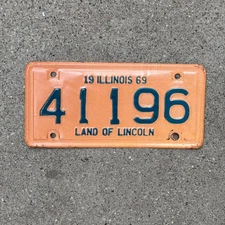 19 ILLINOIS 69
41196
LAND OF LINCOLN